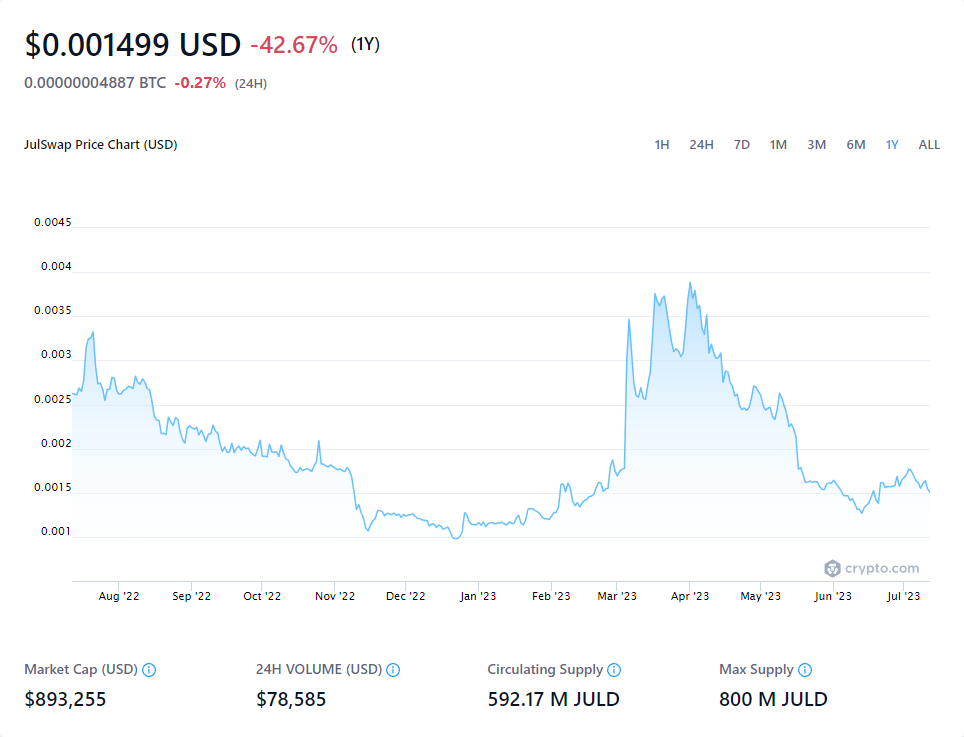 $0.001499 USD -42.67% (1Y)
0.00000004887 BTC -0.27% (24H)
JulSwap Price Chart (USD) 1H 24H 7D 1M 3M 6M 1Y ALL
0.0045
0.004
0.0035
0.003
0.0025
0.002
0.0015
0.001
crypto.com
Aug '22 Sep '22 Oct '22 Nov '22 Dec '22 Jan '23 Feb '23 Mar '23 Apr '23 May '23 Jun '23 Jul '23
Market Cap (USD) 24H VOLUME (USD) Circulating Supply Max Supply
$893,255 $78,585 592.17 M JULD 800 M JULD